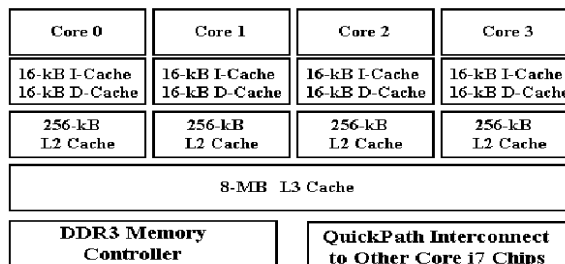 Core 0 Core 1 Core 2 Core 3
16-kB I-Cache 16-kB I-Cache 16-kB I-Cache 16-kB I-Cache
16-kB D-Cache 16-kB D-Cache 16-kB D-Cache 16-kB D-Cache
256-kB 256-kB 256-kB 256-kB
L2 Cache L2 Cache L2 Cache L2 Cache
8-MB L3 Cache
DDR3 Memory
Controller
QuickPath Interconnect
to Other Core i7 Chips